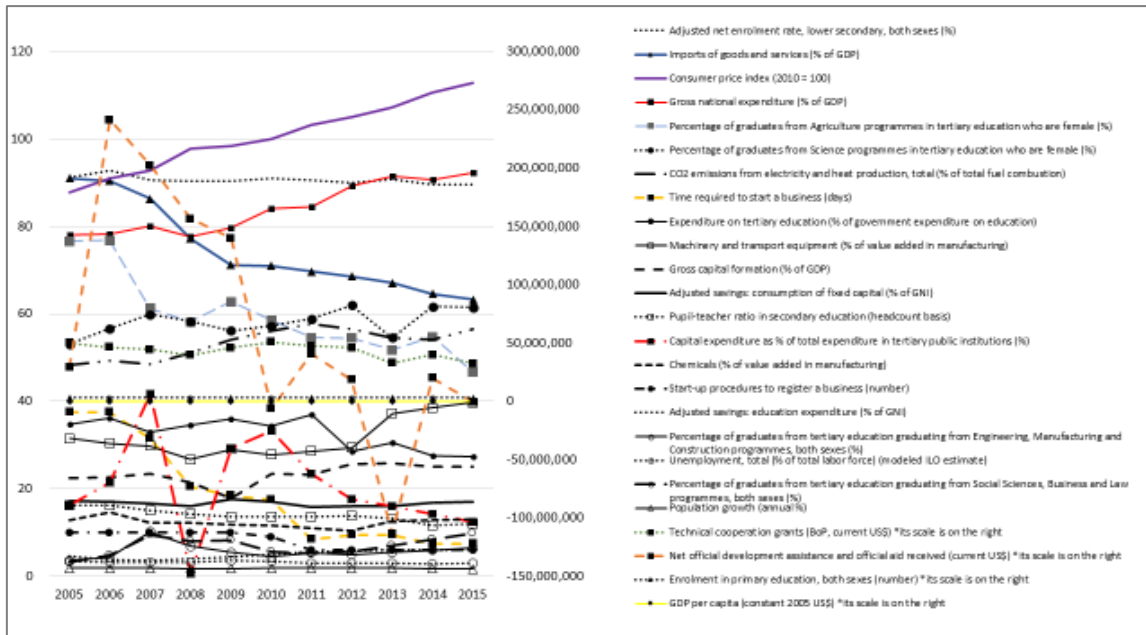 120
100
80
60
40
20
0
2005 2006 2007 2008 2009 2010 2011 2012 2013 2014 2015
300,000,000
250,000,000
200,000,000
150,000,000
100,000,000
50,000,000
0
-50,000,000
-100,000,000
-150,000,000
Adjusted net enrolment rate, lower secondary, both sexes (%)
Imports of goods and services (% of GDP)
Consumer price index (2010 = 100)
Gross national expenditure (% of GDP)
Percentage of graduates from Agriculture programmes in tertiary education who are female (%)
Percentage of graduates from Science programmes in tertiary education who are female (%)
CO2 emissions from electricity and heat production, total (% of total fuel combustion)
Time required to start a business (days)
Expenditure on tertiary education (% of government expenditure on education)
Machinery and transport equipment (% of value added in manufacturing)
Gross capital formation (% of GDP)
Adjusted savings: consumption of fixed capital (% of GNI)
Pupil-teacher ratio in secondary education (headcount basis)
Capital expenditure as % of total expenditure in tertiary public institutions (%)
Chemicals (% of value added in manufacturing)
Start-up procedures to register a business (number)
Adjusted savings: education expenditure (% of GNI)
Percentage of graduates from tertiary education graduating from Engineering, Manufacturing and
Construction programmes, both sexes (%)
Unemployment, total (% of total labor force) (modeled ILO estimate)
Percentage of graduates from tertiary education graduating from Social Sciences, Business and Law
programmes, both sexes (%)
Population growth (annual %)
Technical cooperation grants (BoP, current US$) *its scale is on the right
Net official development assistance and official aid received (current US$) *its scale is on the right
Enrolment in primary education, both sexes (number) *its scale is on the right
GDP per capita (constant 2005 US$) *its scale is on the right